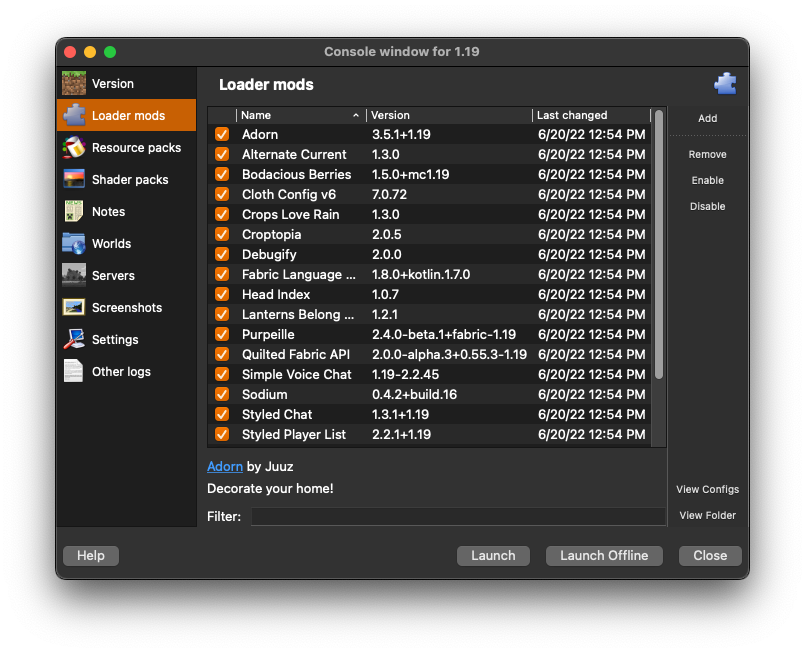 Console window for 1.19
Version
Loader mods
Resource packs
Shader packs
Notes
Worlds
Servers
Screenshots
Settings
Other logs
Loader mods
Name Version Last changed
Adorn 3.5.1+1.19 6/20/22 12:54 PM
Alternate Current 1.3.0 6/20/22 12:54 PM
Bodacious Berries 1.5.0+mc1.19 6/20/22 12:54 PM
Cloth Config v6 7.0.72 6/20/22 12:54 PM
Crops Love Rain 1.3.0 6/20/22 12:54 PM
Croptopia 2.0.5 6/20/22 12:54 PM
Debugify 2.0.0 6/20/22 12:54 PM
Fabric Language ... 1.8.0+kotlin.1.7.0 6/20/22 12:54 PM
Head Index 1.0.7 6/20/22 12:54 PM
Lanterns Belong ... 1.2.1 6/20/22 12:54 PM
Purpeille 2.4.0-beta.1+fabric-1.19 6/20/22 12:54 PM
Quilted Fabric API 2.0.0-alpha.3+0.55.3-1.19 6/20/22 12:54 PM
Simple Voice Chat 1.19-2.2.45 6/20/22 12:54 PM
Sodium 0.4.2+build.16 6/20/22 12:54 PM
Styled Chat 1.3.1+1.19 6/20/22 12:54 PM
Styled Player List 2.2.1+1.19 6/20/22 12:54 PM
Adorn by Juuz
Decorate your home!
Filter:
Add
Remove
Enable
Disable
View Configs
View Folder
Help
Launch
Launch Offline
Close